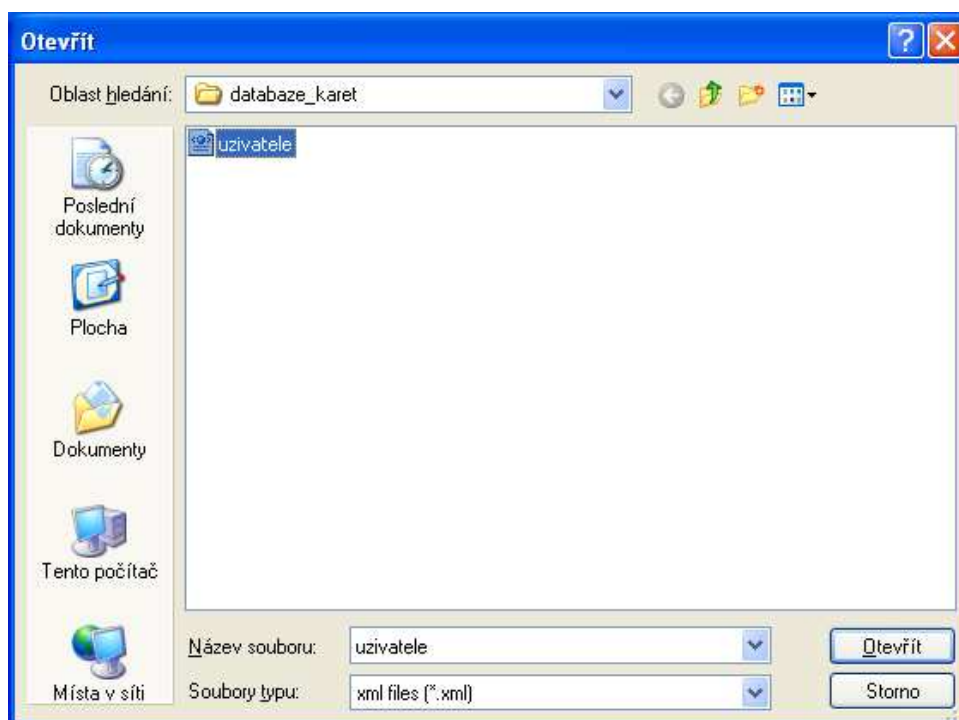 Otevřít
Oblast hledání:
databaze_karet
uzivatele
Poslední
dokumenty
Plocha
Dokumenty
Tento počítač
Místa v síti
Název souboru:
uzivatele
Otevřít
Soubory typu:
xml files (*.xml)
Storno